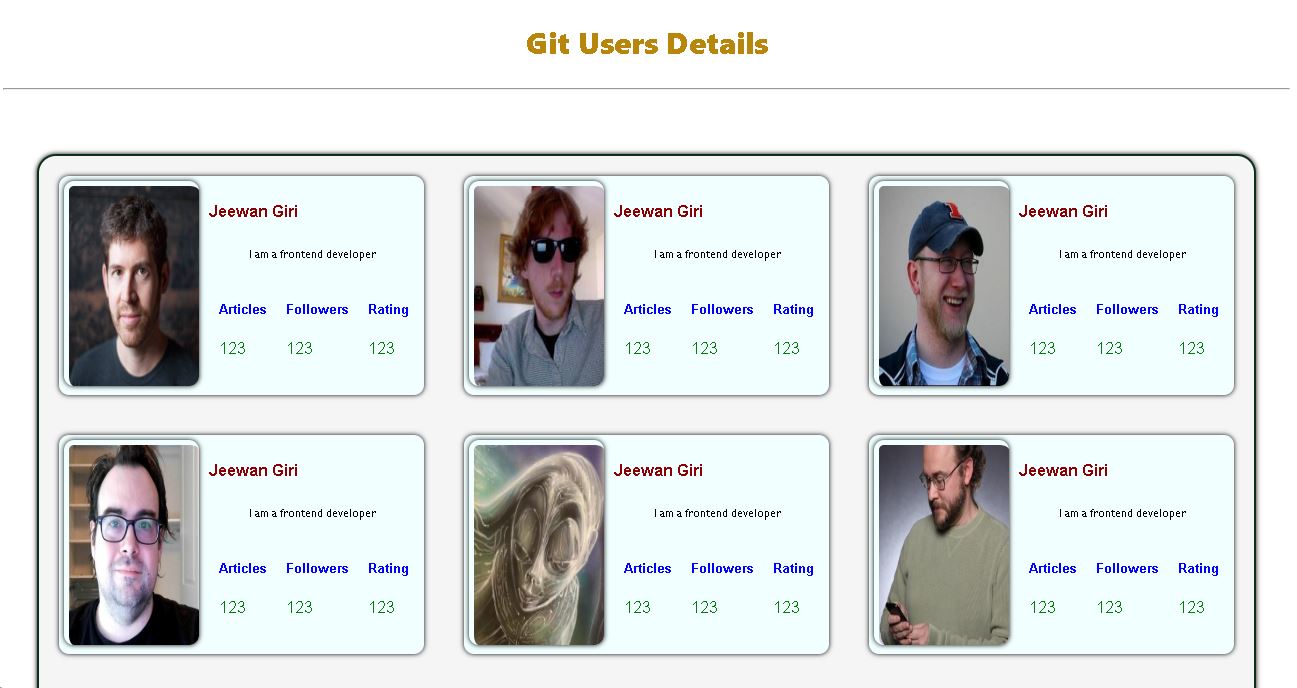 Git Users Details
Jeewan Giri
I am a frontend developer
Articles Followers Rating
123 123 123
Jeewan Giri
I am a frontend developer
Articles Followers Rating
123 123 123
Jeewan Giri
I am a frontend developer
Articles Followers Rating
123 123 123
Jeewan Giri
I am a frontend developer
Articles Followers Rating
123 123 123
Jeewan Giri
I am a frontend developer
Articles Followers Rating
123 123 123
Jeewan Giri
I am a frontend developer
Articles Followers Rating
123 123 123